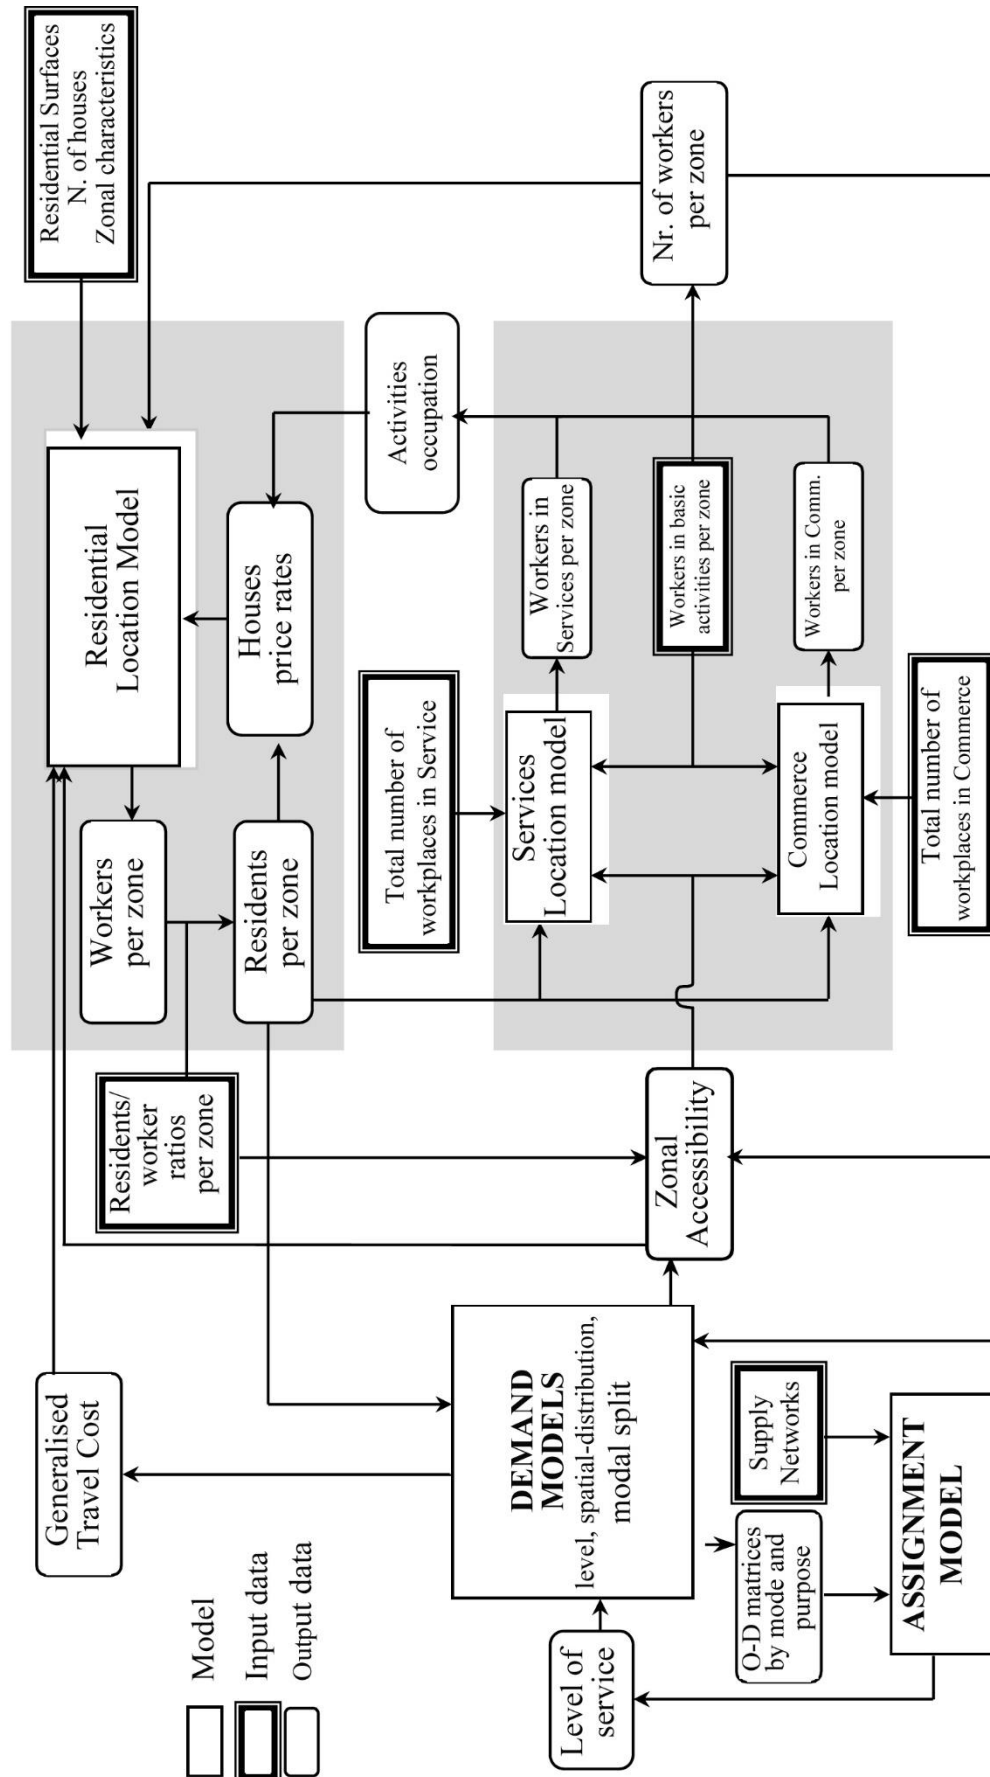 Model
Input data
Output data
Generalised
Travel Cost
Residents/
worker
ratios
per zone
Workers
per zone
Residents
per zone
Residential
Location Model
Houses
price rates
Residential Surfaces
N. of houses
Zonal characteristics
Activities
occupation
Level of
service
DEMAND
MODELS
level, spatial-distribution,
modal split
Zonal
Accessibility
Total number of
workplaces in Service
Services
Location model
Workers in
Services per zone
Workers in basic
activities per zone
Nr. of workers
per zone
O-D matrices
by mode and
purpose
Supply
Networks
ASSIGNMENT
MODEL
Commerce
Location model
Workers in Comm.
per zone
Total number of
workplaces in Commerce